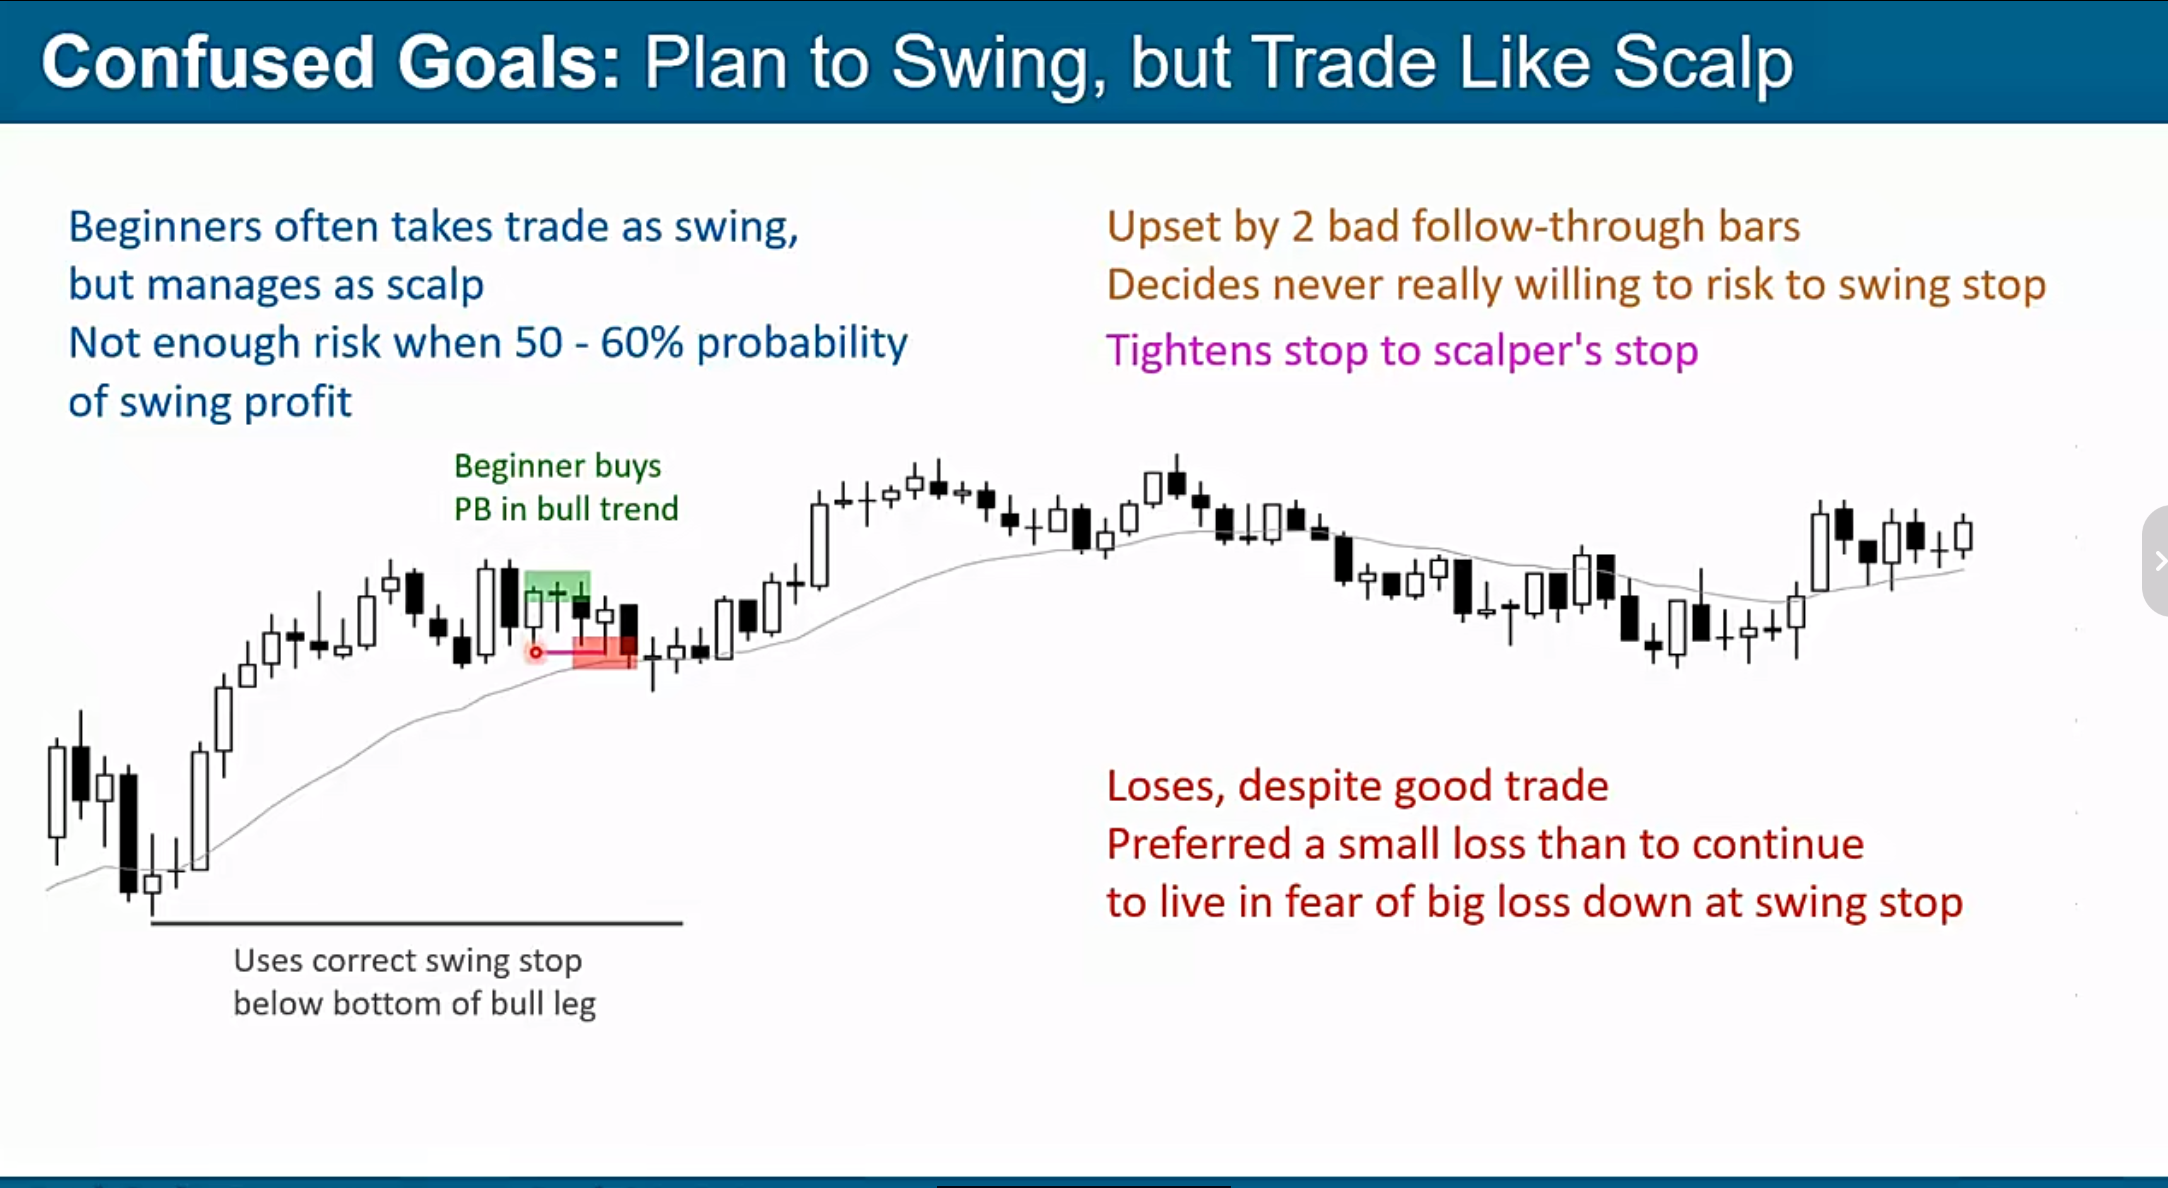 Confused Goals: Plan to Swing, but Trade Like Scalp
Beginners often takes trade as swing,
but manages as scalp
Not enough risk when 50 - 60% probability
of swing profit
Upset by 2 bad follow-through bars
Decides never really willing to risk to swing stop
Tightens stop to scalper's stop
Beginner buys
PB in bull trend
Loses, despite good trade
Preferred a small loss than to continue
to live in fear of big loss down at swing stop
Uses correct swing stop
below bottom of bull leg